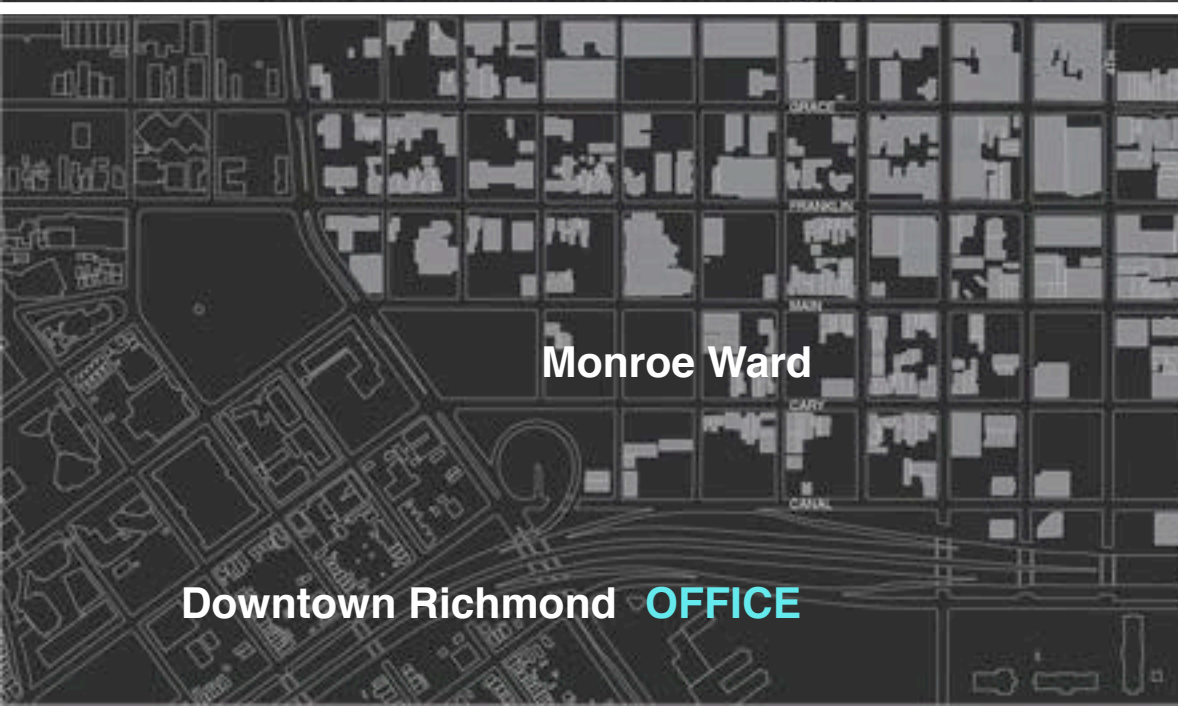 GRACE
FRANKLIN
MAIN
Monroe Ward
CARY
CANAL
Downtown Richmond OFFICE